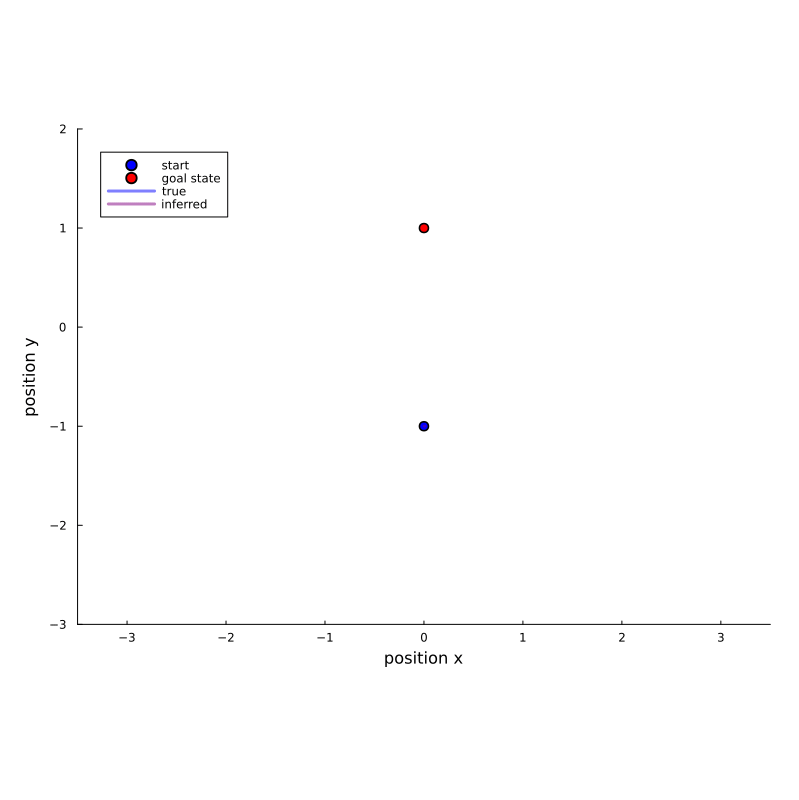 2
start
goal state
true
inferred
1
0
−1
−2
−3
position y
−3
−2
−1
0
1
2
3
position x